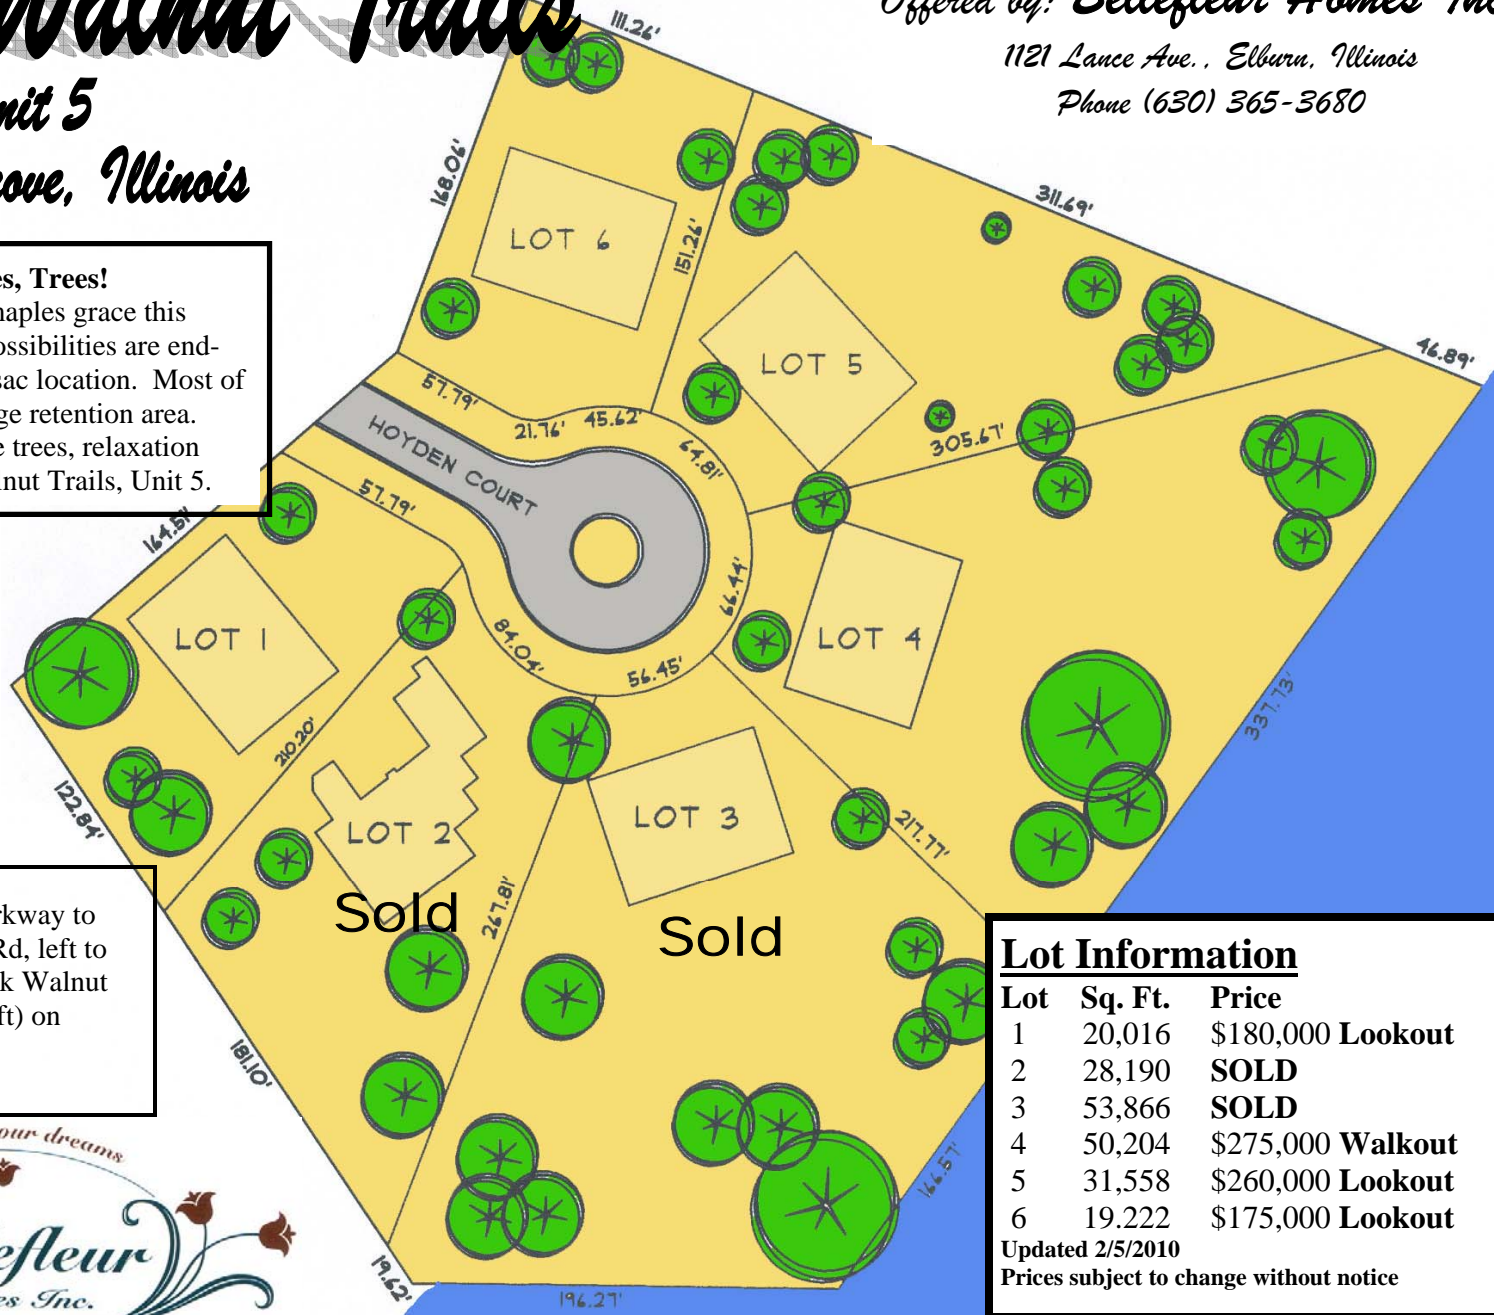 Walnut Trails
Unit 5
Illinois
Offered by: Bellefleur Homes Inc
1121 Lance Ave., Elburn, Illinois
Phone (630) 365-3680
es, Trees!
maples grace this
ossibilities are end-
sac location. Most of
ge retention area.
e trees, relaxation
lnut Trails, Unit 5.
111.26'
168.06'
LOT 6
151.26'
311.69'
46.89'
LOT 5
305.67'
57.79'
21.76'
45.62'
64.81'
HOYDEN COURT
57.79'
66.44'
84.04'
56.45'
164.51'
LOT 1
210.20'
122.84'
LOT 4
337.73'
LOT 2
Sold
LOT 3
Sold
217.77'
267.81'
181.10'
19.62'
196.27'
166.57'
rkway to
Rd, left to
k Walnut
ft) on
our dreams
efleur
es Inc.
Lot Information
Lot Sq. Ft. Price
1 20,016 $180,000 Lookout
2 28,190 SOLD
3 53,866 SOLD
4 50,204 $275,000 Walkout
5 31,558 $260,000 Lookout
6 19.222 $175,000 Lookout
Updated 2/5/2010
Prices subject to change without notice